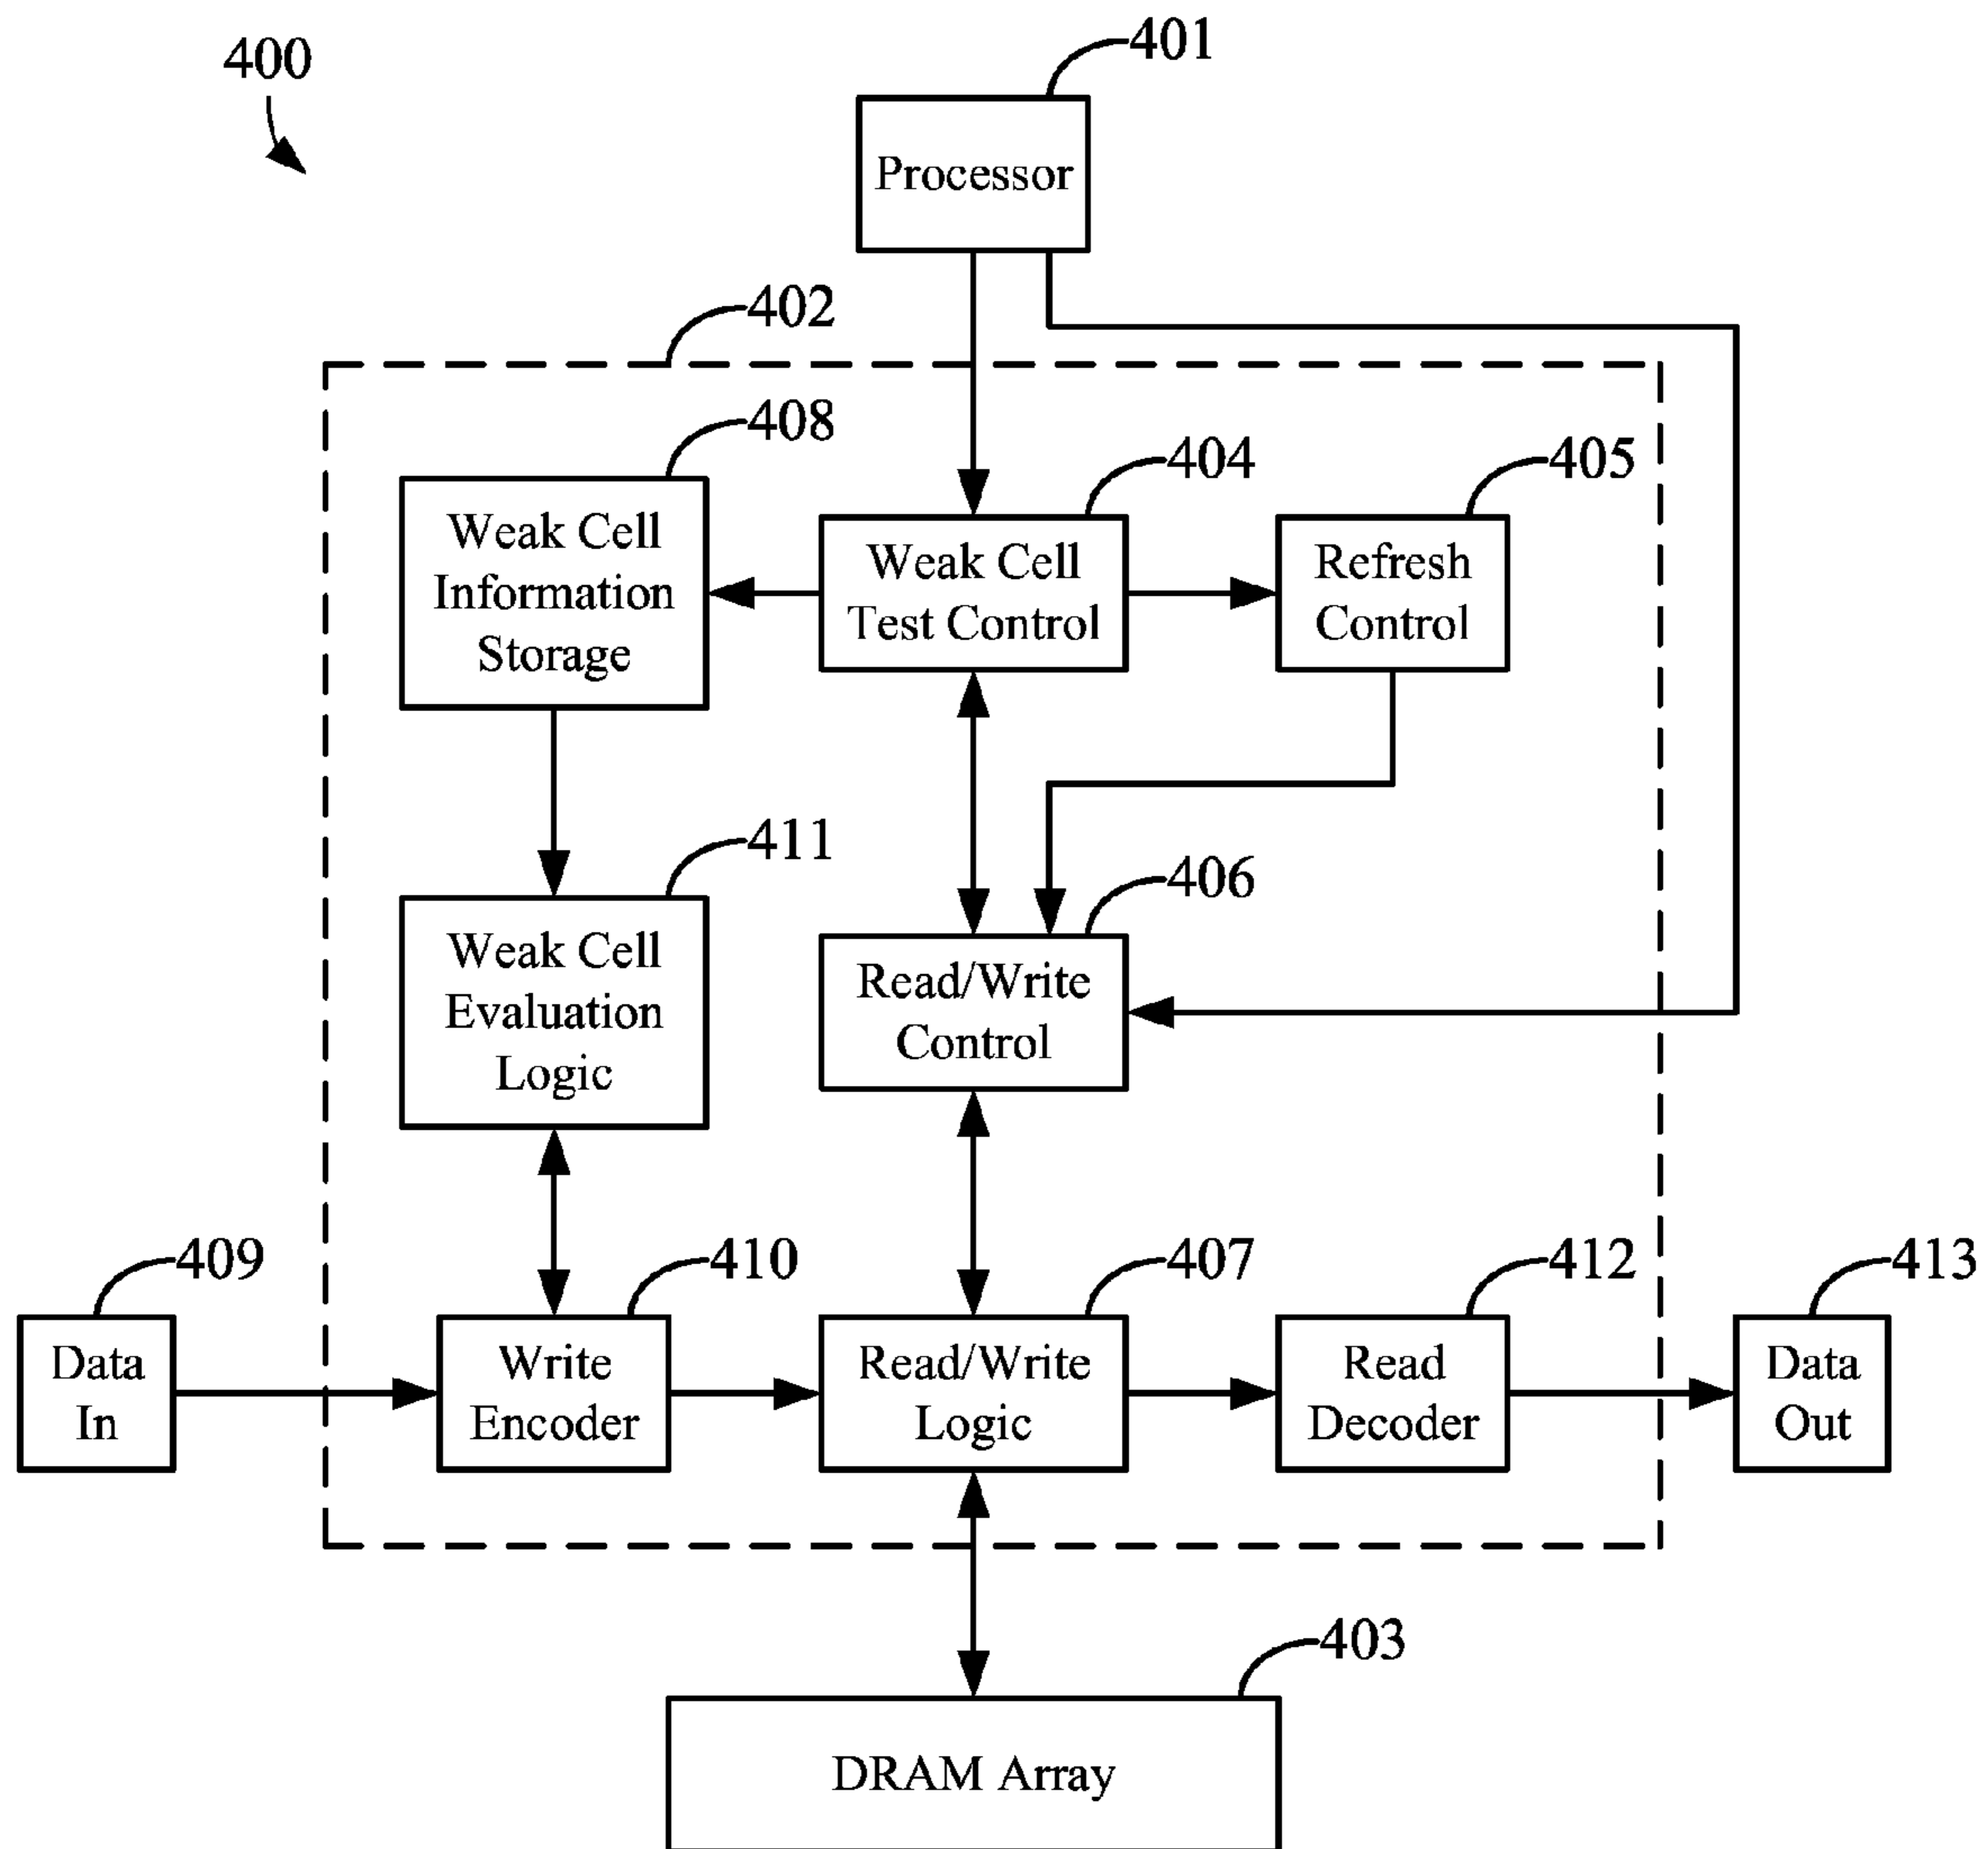 400
401
Processor
402
408
404
405
Weak Cell
Information
Storage
Weak Cell
Test Control
Refresh
Control
411
406
Weak Cell
Evaluation
Logic
Read/Write
Control
409
410
407
412
413
Data
In
Write
Encoder
Read/Write
Logic
Read
Decoder
Data
Out
403
DRAM Array